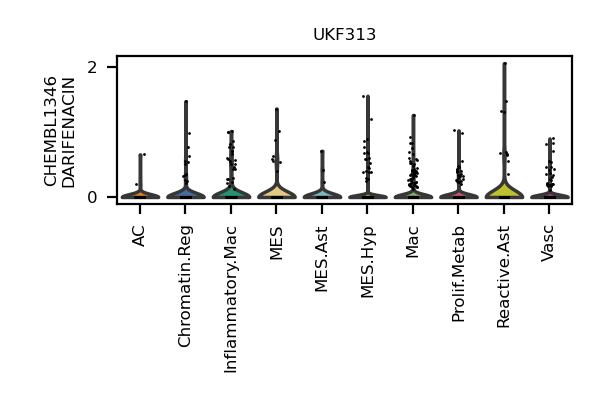 UKF313
CHEMBL1346
DARIFENACIN
2
0
AC
Chromatin.Reg
Inflammatory.Mac
MES
MES.Ast
MES.Hyp
Mac
Prolif.Metab
Reactive.Ast
Vasc